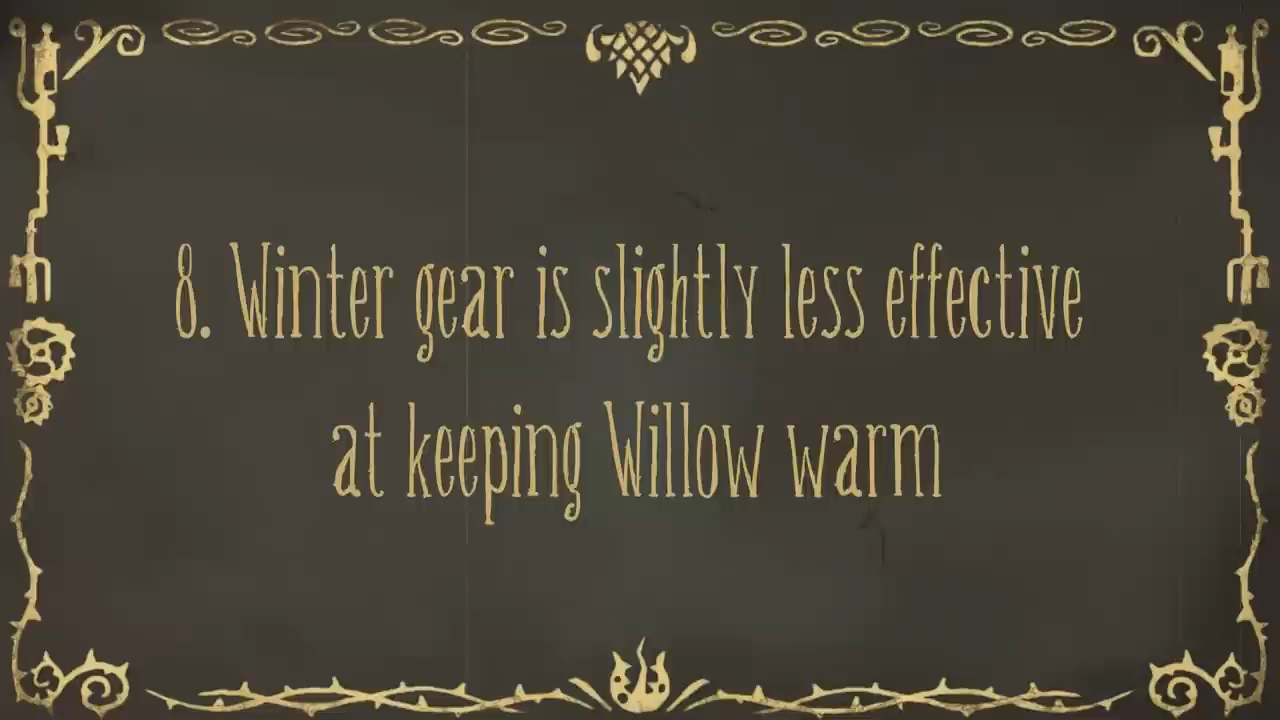 8. Winter gear is slightly less effective
at keeping Willow warm